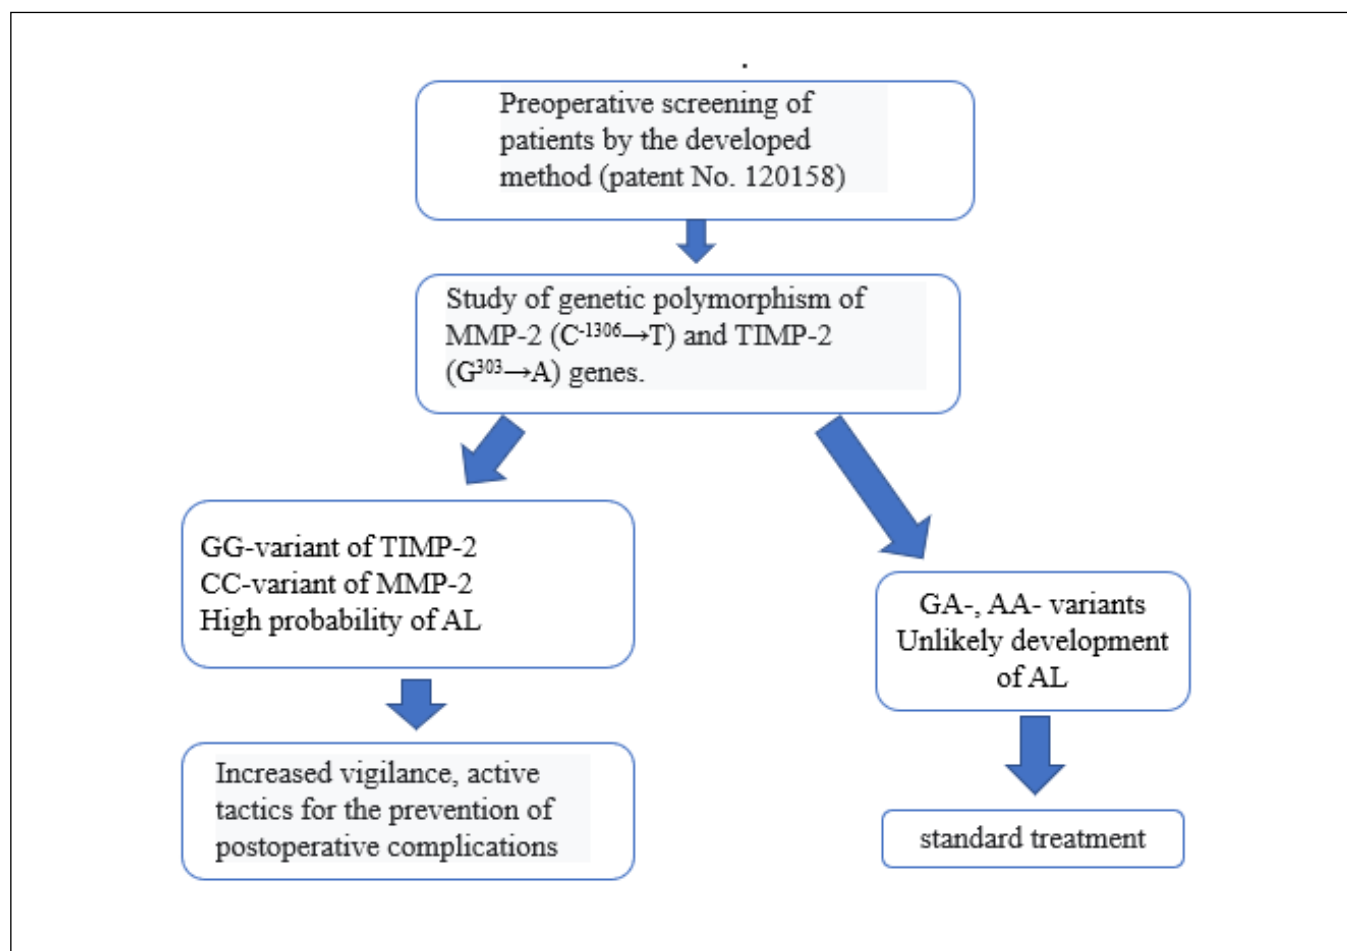 Preoperative screening of
patients by the developed
method (patent No. 120158)
Study of genetic polymorphism of
MMP-2 (C⁻¹³⁰⁶→T) and TIMP-2
(G³⁰³→A) genes.
GG-variant of TIMP-2
CC-variant of MMP-2
High probability of AL
GA-, AA- variants
Unlikely development
of AL
Increased vigilance, active
tactics for the prevention of
postoperative complications
standard treatment